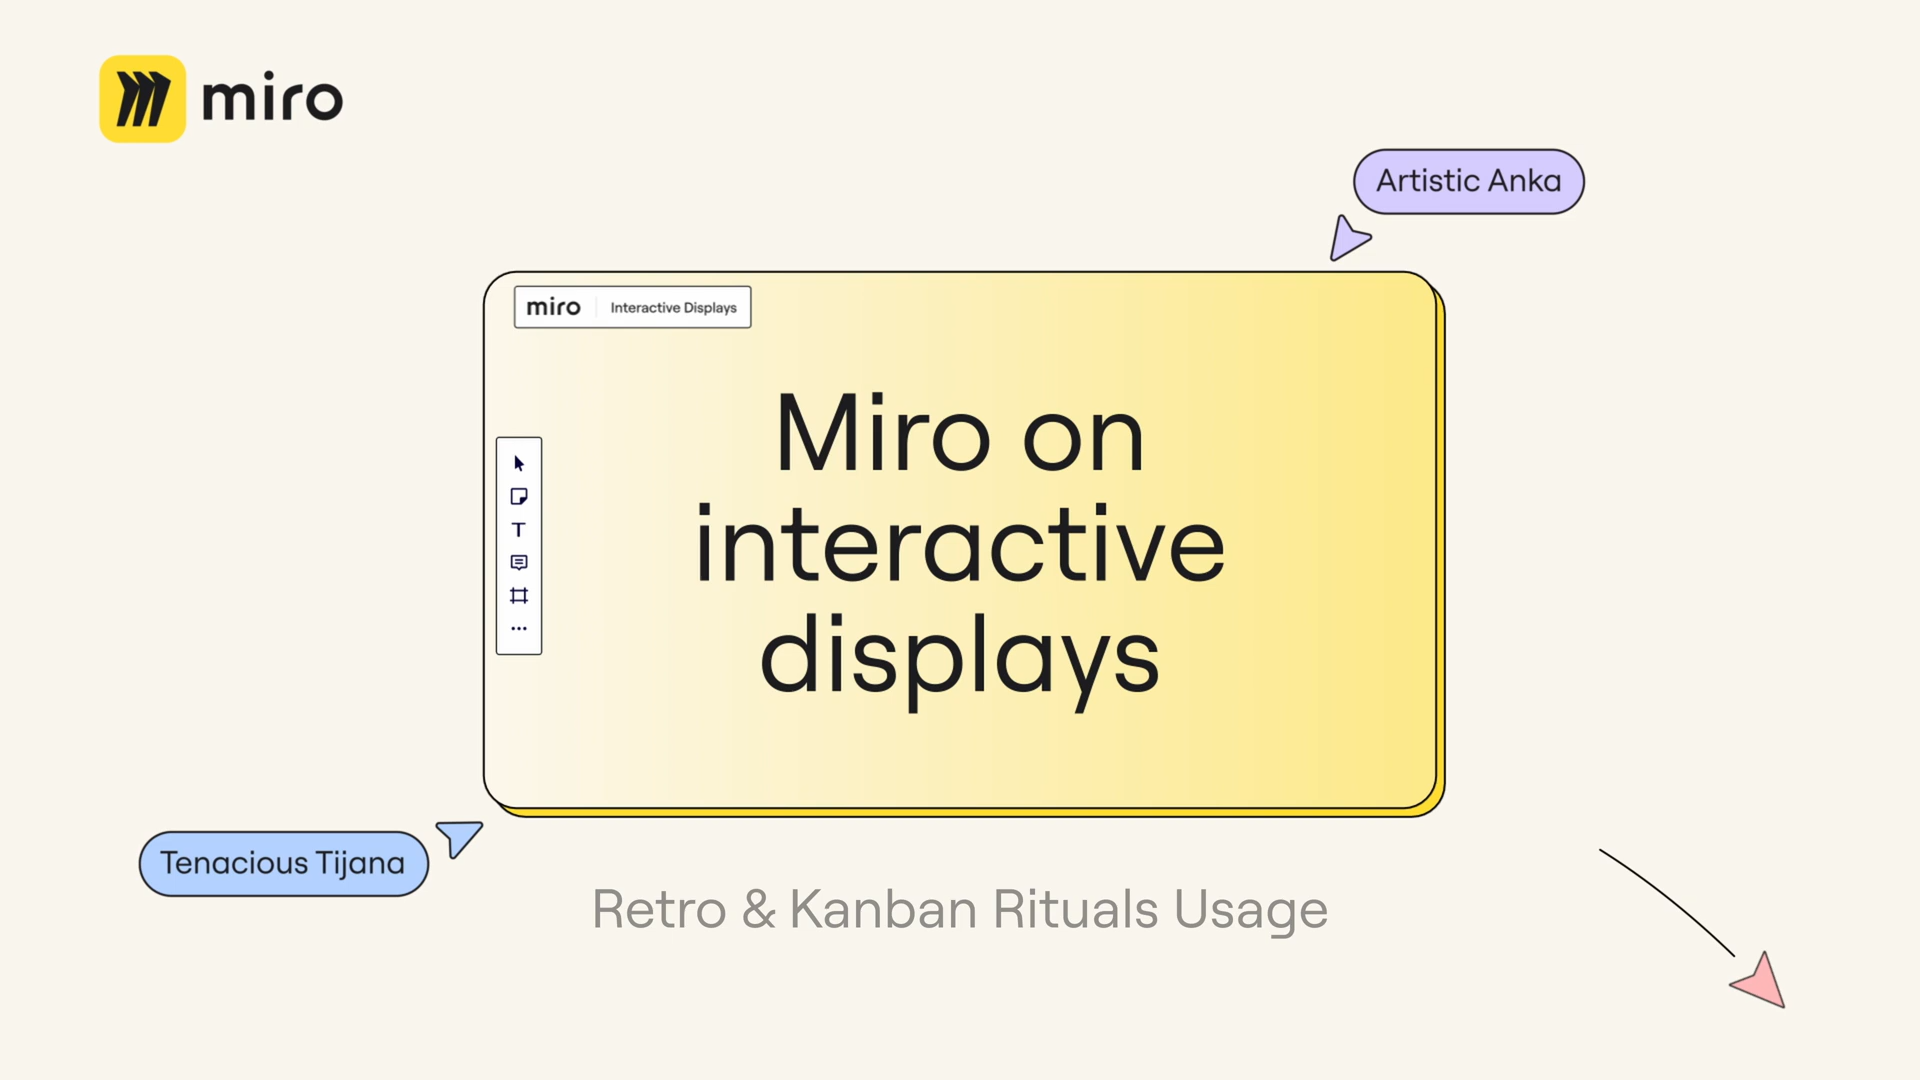 miro
Artistic Anka
miro | Interactive Displays
Miro on
interactive
displays
T
Tenacious Tijana
Retro & Kanban Rituals Usage